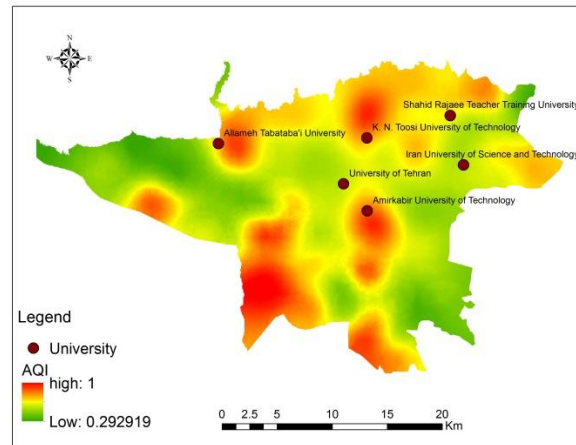 N
W E
S
Shahid Rajaee Teacher Training University
Allameh Tabataba'i University
K. N. Toosi University of Technology
Iran University of Science and Technology
University of Tehran
Amirkabir University of Technology
Legend
University
AQI
high: 1
Low: 0.292919
0 2.5 5 10 15 20
Km